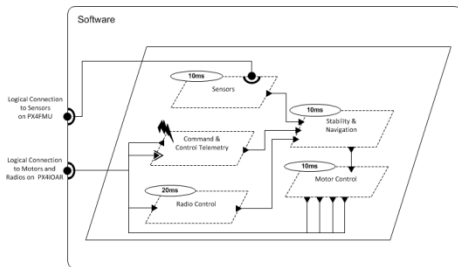 Software
10ms
Sensors
Logical Connection
to Sensors
on PX4FMU
10ms
Stability &
Navigation
Command &
Control Telemetry
Logical Connection
to Motors and
Radios on PX4IOAR
10ms
Motor Control
20ms
Radio Control